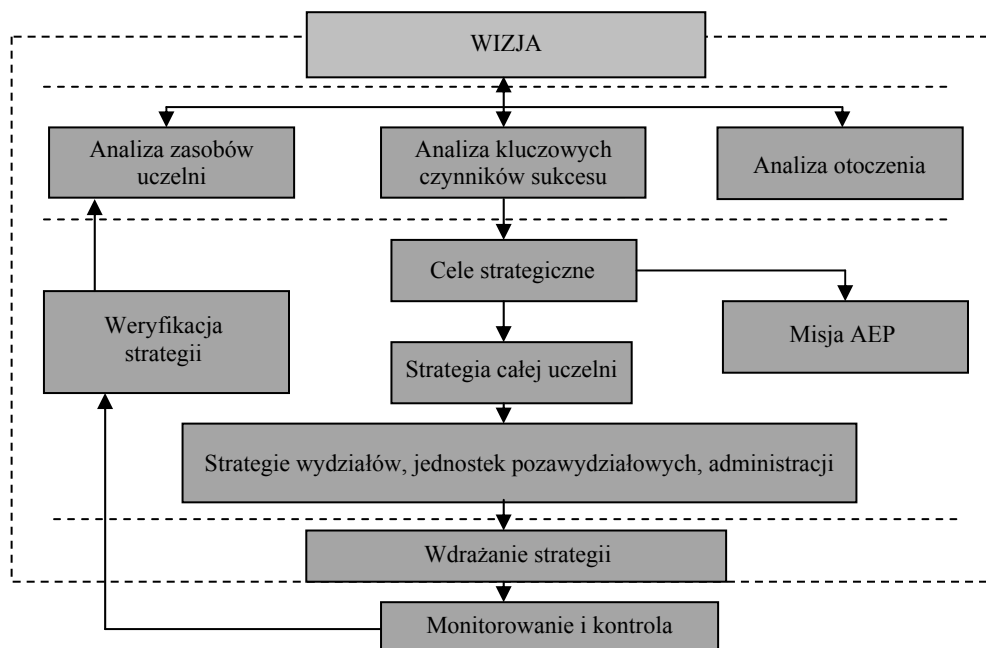 WIZJA
Analiza zasobów
uczelni
Analiza kluczowych
czynników sukcesu
Analiza otoczenia
Cele strategiczne
Weryfikacja
strategii
Misja AEP
Strategia całej uczelni
Strategie wydziałów, jednostek pozawydziałowych, administracji
Wdrażanie strategii
Monitorowanie i kontrola